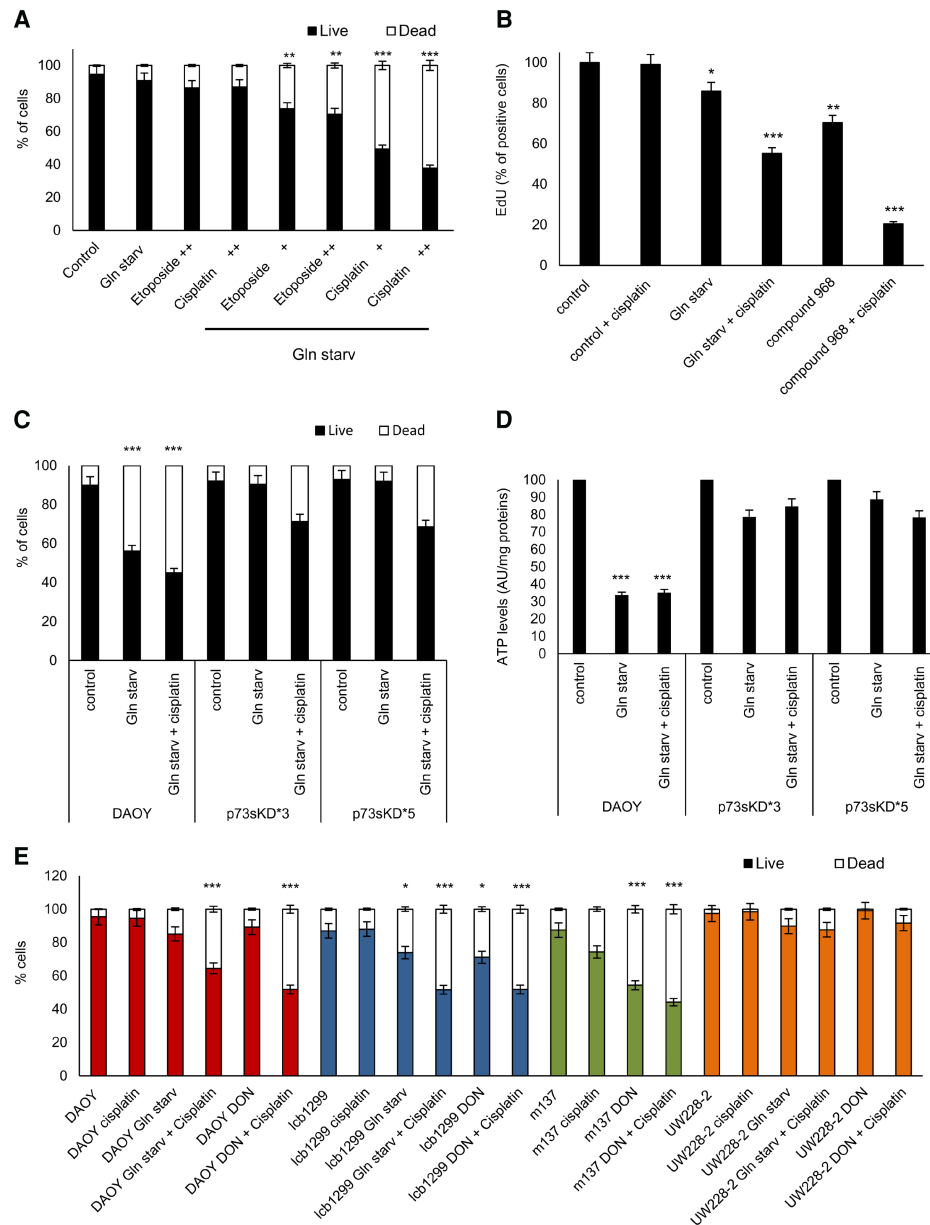 A
Live Dead
% of cells
100
80
60
40
20
0
** ** *** ***
Control
Gln starv
Etoposide ++
Cisplatin ++
Etoposide +
Etoposide ++
Cisplatin +
Cisplatin ++
Gln starv
B
EdU (% of positive cells)
100
80
60
40
20
0
* *** ** ***
control
control + cisplatin
Gln starv
Gln starv + cisplatin
compound 968
compound 968 + cisplatin
C
Live Dead
% of cells
100
80
60
40
20
0
*** ***
control
Gln starv
Gln starv + cisplatin
control
Gln starv
Gln starv + cisplatin
control
Gln starv
Gln starv + cisplatin
DAOY p73sKD*3 p73sKD*5
D
ATP levels (AU/mg proteins)
100
90
80
70
60
50
40
30
20
10
0
*** ***
control
Gln starv
Gln starv + cisplatin
control
Gln starv
Gln starv + cisplatin
control
Gln starv
Gln starv + cisplatin
DAOY p73sKD*3 p73sKD*5
E
Live Dead
% cells
120
100
80
60
40
20
0
*** *** * *** * *** *** ***
DAOY
DAOY cisplatin
DAOY Gln starv
DAOY Gln starv + Cisplatin
DAOY DON
DAOY DON + Cisplatin
Icb1299
Icb1299 cisplatin
Icb1299 Gln starv
Icb1299 Gln starv + Cisplatin
Icb1299 DON
Icb1299 DON + Cisplatin
m137
m137 cisplatin
m137 DON
m137 DON + Cisplatin
UW228-2
UW228-2 cisplatin
UW228-2 Gln starv
UW228-2 Gln starv + Cisplatin
UW228-2 DON
UW228-2 DON + Cisplatin